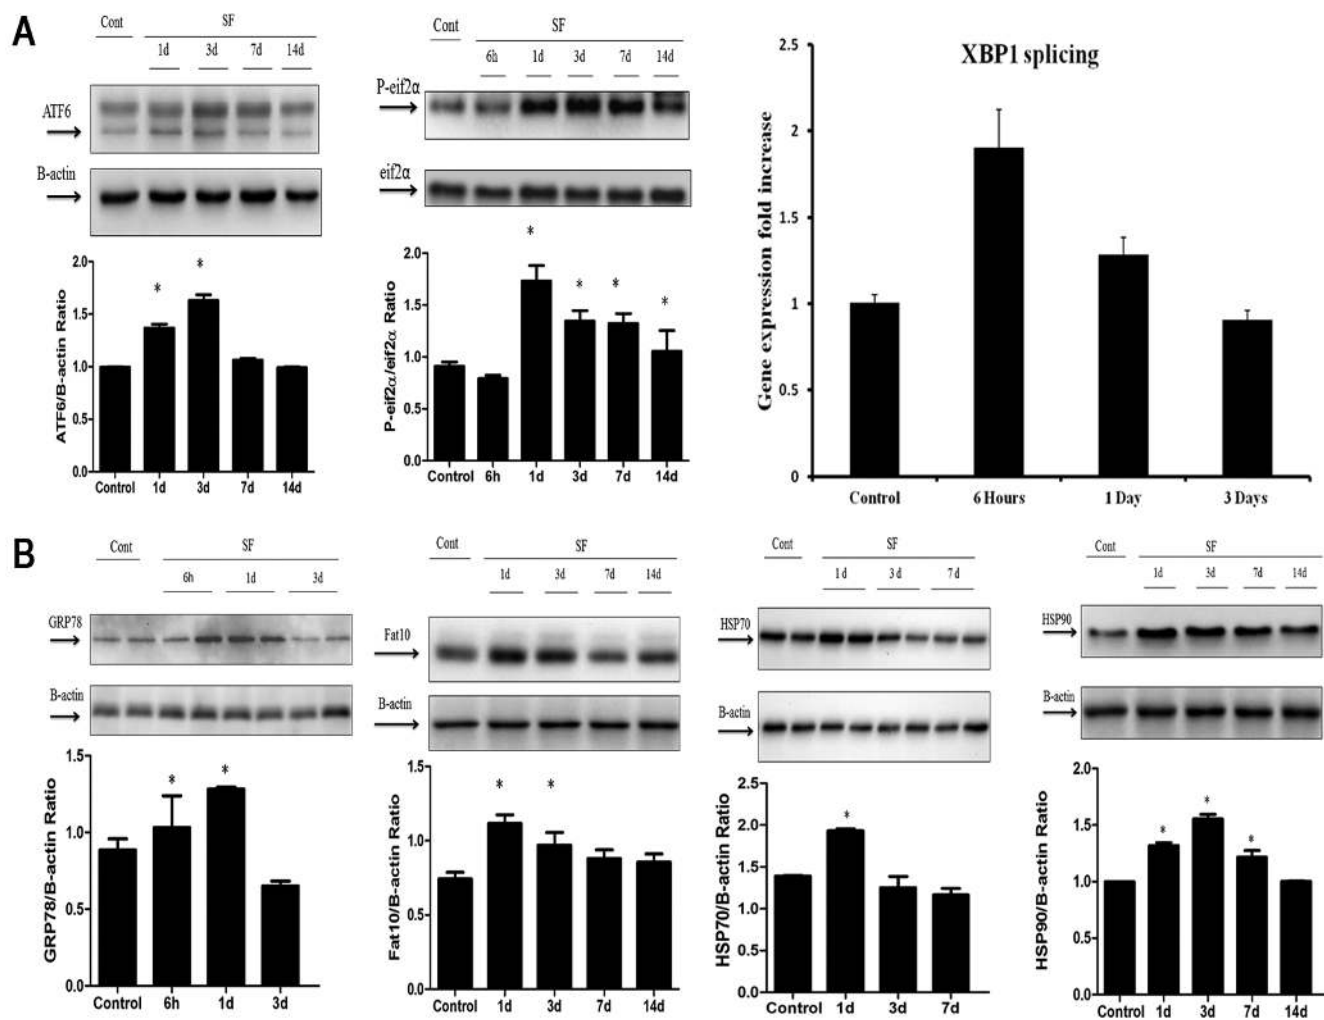 A
Cont SF
1d 3d 7d 14d
ATF6
B-actin
ATF6/B-actin Ratio
2.0
1.5
1.0
0.5
0.0
* *
Control 1d 3d 7d 14d
Cont SF
6h 1d 3d 7d 14d
P-eif2α
eif2α
P-eif2α/eif2α Ratio
2.0
1.5
1.0
0.5
0.0
* * * *
Control 6h 1d 3d 7d 14d
XBP1 splicing
Gene expression fold increase
2.5
2
1.5
1
0.5
0
Control 6 Hours 1 Day 3 Days
B
Cont SF
6h 1d 3d
GRP78
B-actin
GRP78/B-actin Ratio
1.5
1.0
0.5
0.0
* *
Control 6h 1d 3d
Cont SF
1d 3d 7d 14d
Fat10
B-actin
Fat10/B-actin Ratio
1.5
1.0
0.5
0.0
* *
Control 1d 3d 7d 14d
Cont SF
1d 3d 7d
HSP70
B-actin
HSP70/B-actin Ratio
2.5
2.0
1.5
1.0
0.5
0.0
*
Control 1d 3d 7d
Cont SF
1d 3d 7d 14d
HSP90
B-actin
HSP90/B-actin Ratio
2.0
1.5
1.0
0.5
0.0
* * *
Control 1d 3d 7d 14d